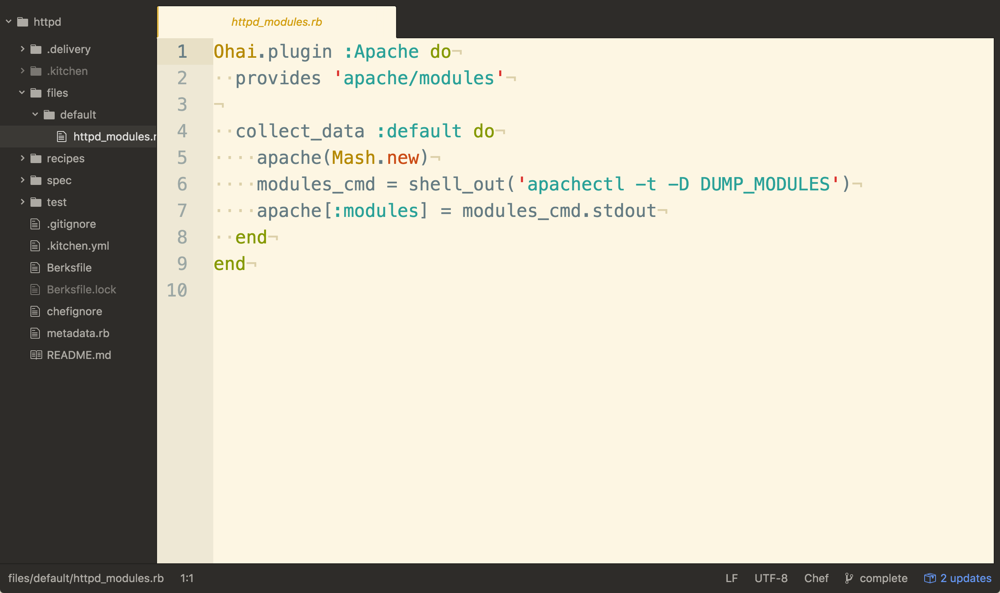 httpd
.delivery
.kitchen
files
default
httpd_modules.r
recipes
spec
test
.gitignore
.kitchen.yml
Berksfile
Berksfile.lock
chefignore
metadata.rb
README.md
httpd_modules.rb
1 Ohai.plugin :Apache do¬
2 ··provides 'apache/modules'¬
3 ¬
4 ··collect_data :default do¬
5 ····apache(Mash.new)¬
6 ····modules_cmd = shell_out('apachectl -t -D DUMP_MODULES')¬
7 ····apache[:modules] = modules_cmd.stdout¬
8 ··end¬
9 end¬
10
files/default/httpd_modules.rb 1:1 LF UTF-8 Chef complete 2 updates